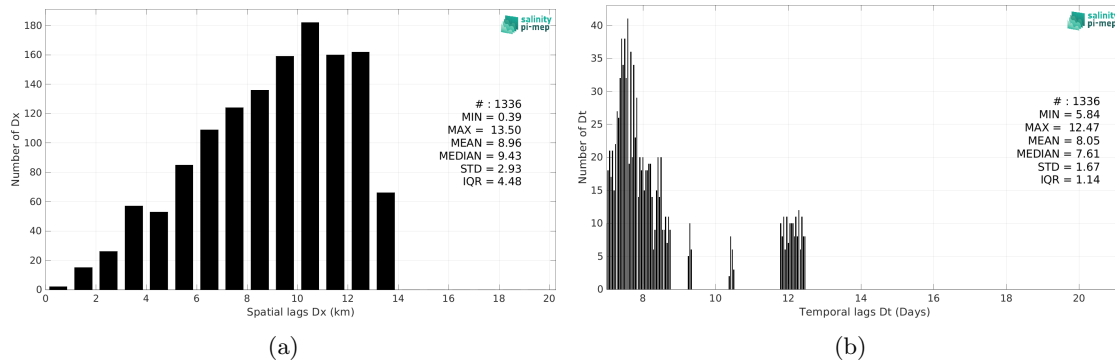 180
160
140
120
100
80
60
40
20
0
Number of Dx
0 2 4 6 8 10 12 14 16 18 20
Spatial lags Dx (km)
salinity
pi-mep
# : 1336
MIN = 0.39
MAX = 13.50
MEAN = 8.96
MEDIAN = 9.43
STD = 2.93
IQR = 4.48
(a)
40
35
30
25
20
15
10
5
0
Number of Dt
8 10 12 14 16 18 20
Temporal lags Dt (Days)
salinity
pi-mep
# : 1336
MIN = 5.84
MAX = 12.47
MEAN = 8.05
MEDIAN = 7.61
STD = 1.67
IQR = 1.14
(b)